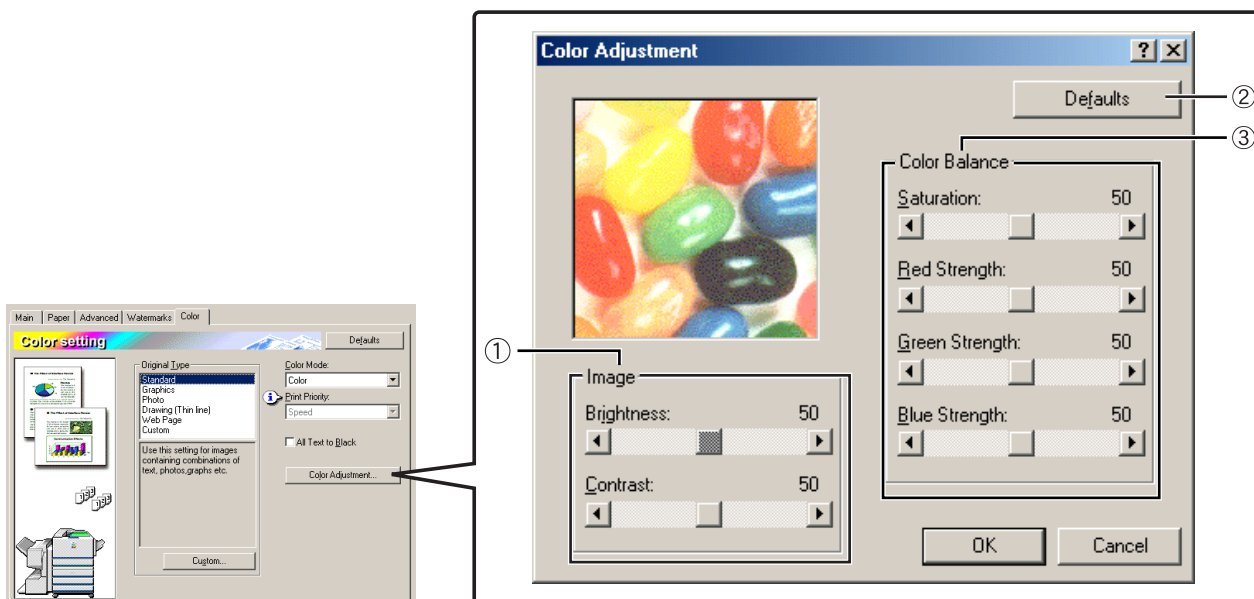 Main Paper Advanced Watermarks Color
Color setting
Defaults
Original Type
Standard
Graphics
Photo
Drawing (Thin line)
Web Page
Custom
Use this setting for images
containing combinations of
text, photos,graphs etc.
Custom...
Color Mode:
Color
Print Priority:
Speed
All Text to Black
Color Adjustment...
Color Adjustment
Defaults
②
③
①
Image
Brightness: 50
Contrast: 50
Color Balance
Saturation: 50
Red Strength: 50
Green Strength: 50
Blue Strength: 50
OK Cancel